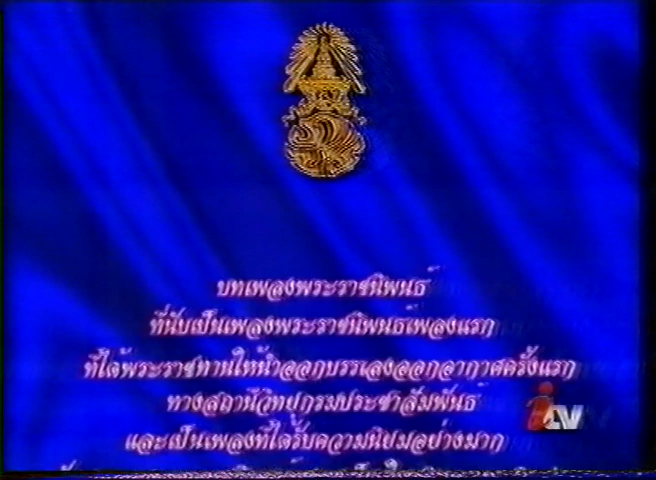 บทเพลงพระราชนิพนธ์
ที่นับเป็นเพลงพระราชนิพนธ์เพลงแรก
ที่ได้พระราชทานให้นำออกบรรเลงออกอากาศครั้งแรก
ทางสถานีวิทยุกรมประชาสัมพันธ์
iTV
และเป็นเพลงที่ได้รับความนิยมอย่างมาก